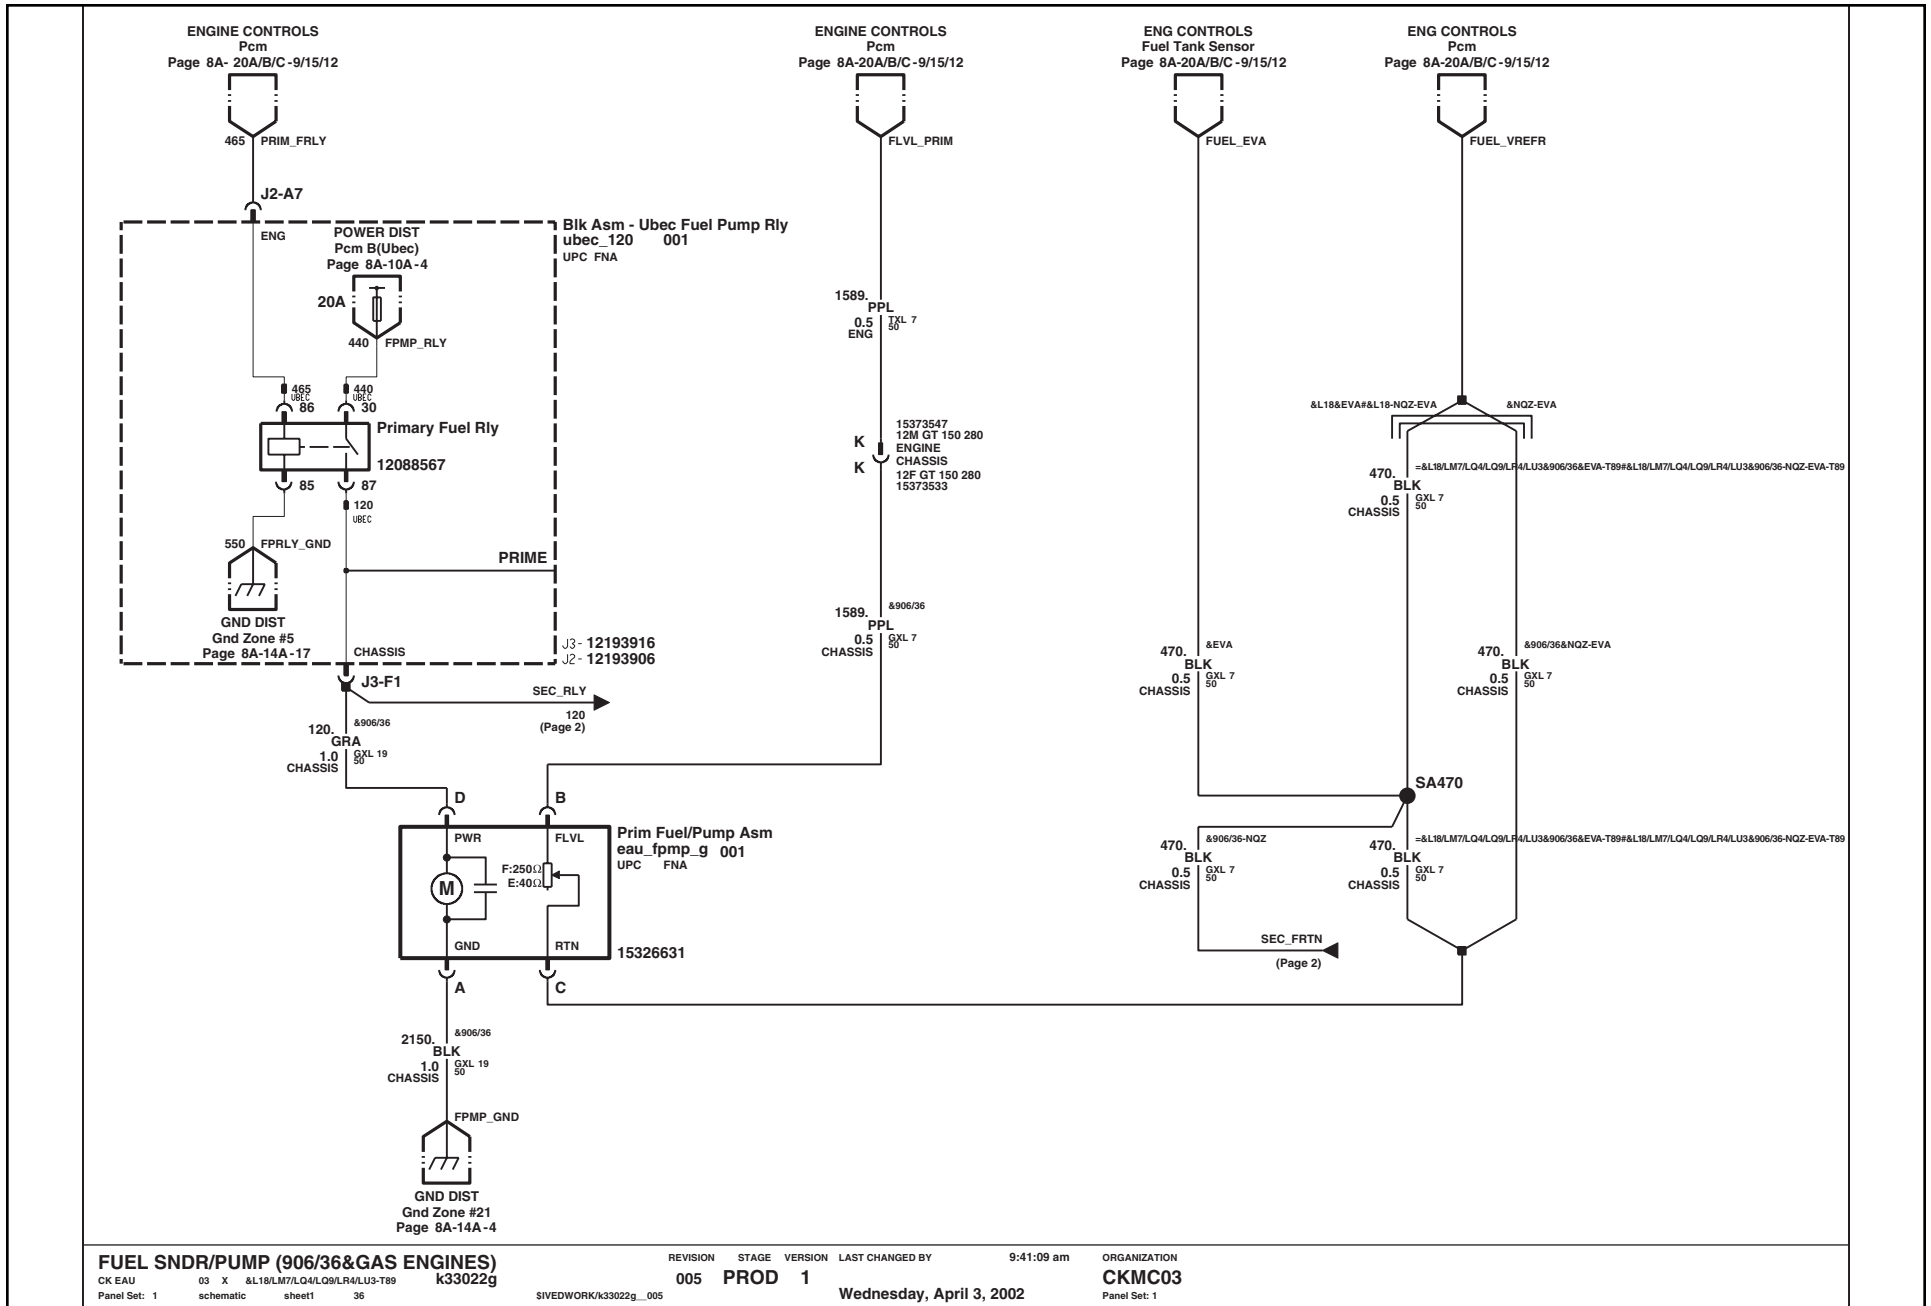 ENGINE CONTROLS
Pcm
Page 8A- 20A/B/C -9/15/12
465 PRIM_FRLY
J2-A7
ENGINE CONTROLS
Pcm
Page 8A-20A/B/C -9/15/12
FLVL_PRIM
ENG CONTROLS
Fuel Tank Sensor
Page 8A-20A/B/C -9/15/12
FUEL_EVA
ENG CONTROLS
Pcm
Page 8A-20A/B/C -9/15/12
FUEL_VREFR
ENG
POWER DIST
Pcm B(Ubec)
Page 8A-10A-4
20A
440 FPMP_RLY
Blk Asm - Ubec Fuel Pump Rly
ubec_120 001
UPC FNA
465
UBEC
86
440
UBEC
30
Primary Fuel Rly
12088567
85
87
120
UBEC
550 FPRLY_GND
PRIME
GND DIST
Gnd Zone #5
Page 8A-14A-17
CHASSIS
J3- 12193916
J2- 12193906
J3-F1
SEC_RLY
120
(Page 2)
120. &906/36
GRA
1.0 GXL 19
CHASSIS 50
1589.
PPL
0.5 TXL 7
ENG 50
K
K
15373547
12M GT 150 280
ENGINE
CHASSIS
12F GT 150 280
15373533
1589. &906/36
PPL
0.5 GXL 7
CHASSIS 50
&L18&EVA#&L18-NQZ-EVA
&NQZ-EVA
470. =&L18/LM7/LQ4/LQ9/LR4/LU3&906/36&EVA-T89#&L18/LM7/LQ4/LQ9/LR4/LU3&906/36-NQZ-EVA-T89
BLK
0.5 GXL 7
CHASSIS 50
470. &EVA
BLK
0.5 GXL 7
CHASSIS 50
470. &906/36&NQZ-EVA
BLK
0.5 GXL 7
CHASSIS 50
SA470
470. &906/36-NQZ
BLK
0.5 GXL 7
CHASSIS 50
470. =&L18/LM7/LQ4/LQ9/LR4/LU3&906/36&EVA-T89#&L18/LM7/LQ4/LQ9/LR4/LU3&906/36-NQZ-EVA-T89
BLK
0.5 GXL 7
CHASSIS 50
SEC_FRTN
(Page 2)
D
B
PWR
FLVL
Prim Fuel/Pump Asm
eau_fpmp_g 001
UPC FNA
F:250Ω
E:40Ω
M
GND
RTN
15326631
A
C
2150. &906/36
BLK
1.0 GXL 19
CHASSIS 50
FPMP_GND
GND DIST
Gnd Zone #21
Page 8A-14A-4
FUEL SNDR/PUMP (906/36&GAS ENGINES)
CK EAU 03 X &L18/LM7/LQ4/LQ9/LR4/LU3-T89 k33022g
Panel Set: 1 schematic sheet1 36 $IVEDWORK/k33022g__005
REVISION STAGE VERSION LAST CHANGED BY 9:41:09 am
005 PROD 1
Wednesday, April 3, 2002
ORGANIZATION
CKMC03
Panel Set: 1